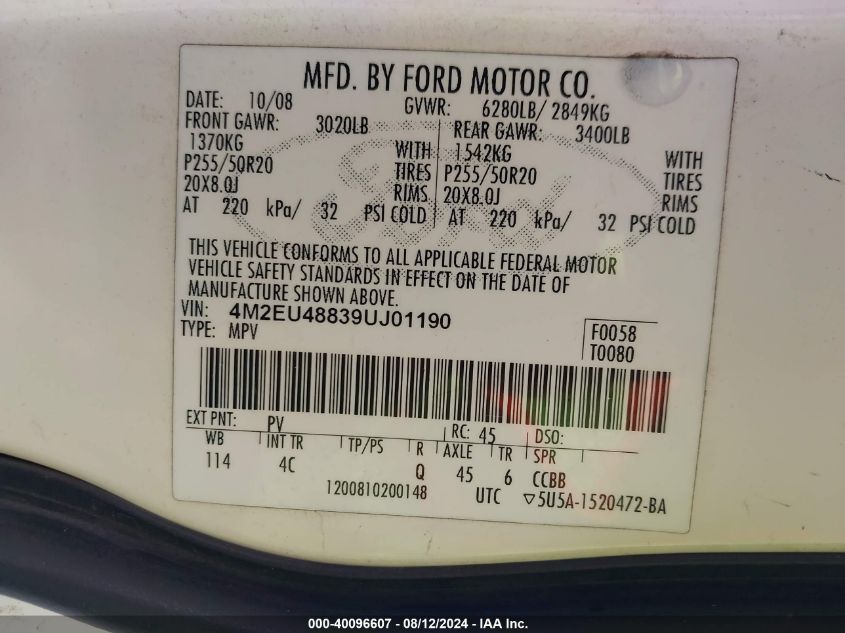 MFD. BY FORD MOTOR CO.
DATE: 10/08 GVWR: 6280LB/ 2849KG
FRONT GAWR: 3020LB REAR GAWR: 3400LB
1370KG WITH 1542KG WITH
P255/50R20 TIRES P255/50R20 TIRES
20X8.0J RIMS 20X8.0J RIMS
AT 220 kPa/ 32 PSI COLD AT 220 kPa/ 32 PSI COLD
THIS VEHICLE CONFORMS TO ALL APPLICABLE FEDERAL MOTOR
VEHICLE SAFETY STANDARDS IN EFFECT ON THE DATE OF
MANUFACTURE SHOWN ABOVE.
VIN: 4M2EU48839UJ01190
TYPE: MPV F0058
T0080
EXT PNT: PV RC: 45 DSO:
WB INT TR TP/PS R AXLE TR SPR
114 4C Q 45 6 CCBB
1200810200148 UTC ▽5U5A-1520472-BA
Ford
000-40096607 - 08/12/2024 - IAA, Inc.